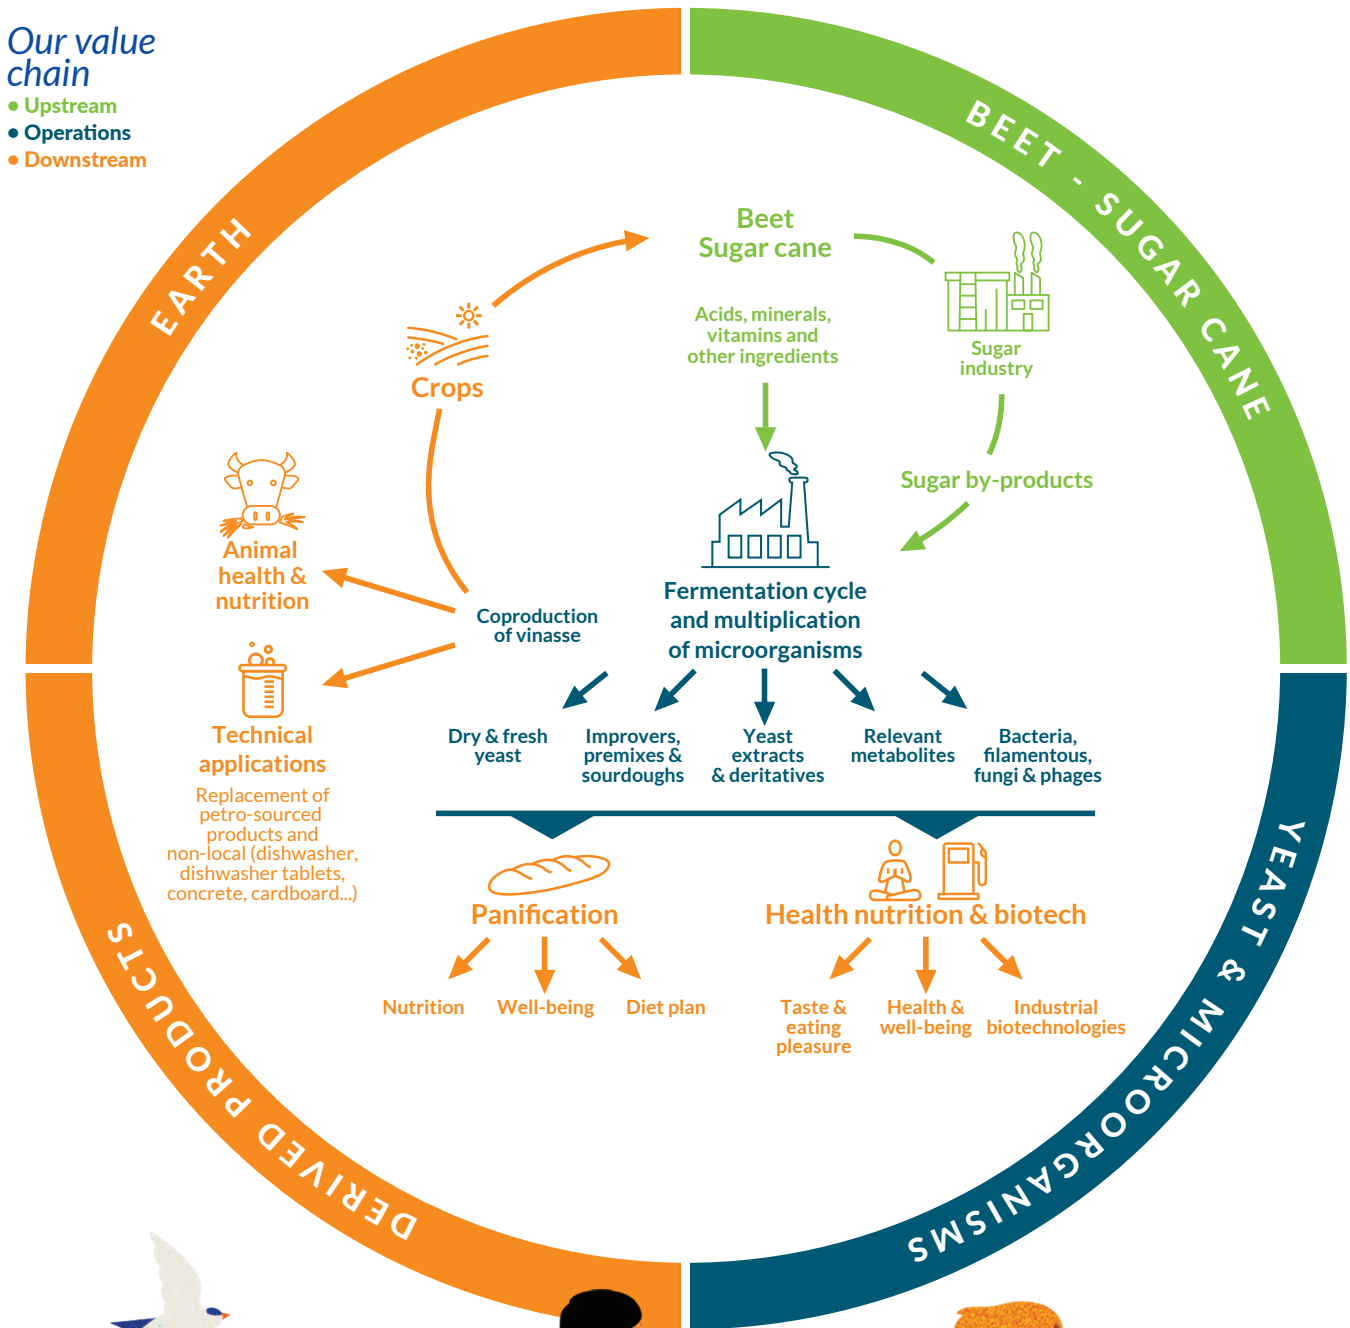 Our value
chain
• Upstream
• Operations
• Downstream
EARTH
BEET - SUGAR CANE
YEAST & MICROORGANISMS
DERIVED PRODUCTS
Beet
Sugar cane
Acids, minerals,
vitamins and
other ingredients
Sugar
industry
Sugar by-products
Crops
Animal
health &
nutrition
Coproduction
of vinasse
Fermentation cycle
and multiplication
of microorganisms
Technical
applications
Replacement of
petro-sourced
products and
non-local (dishwasher,
dishwasher tablets,
concrete, cardboard...)
Dry & fresh
yeast
Improvers,
premixes &
sourdoughs
Yeast
extracts
& deritatives
Relevant
metabolites
Bacteria,
filamentous,
fungi & phages
Panification
Health nutrition & biotech
Nutrition
Well-being
Diet plan
Taste &
eating
pleasure
Health &
well-being
Industrial
biotechnologies